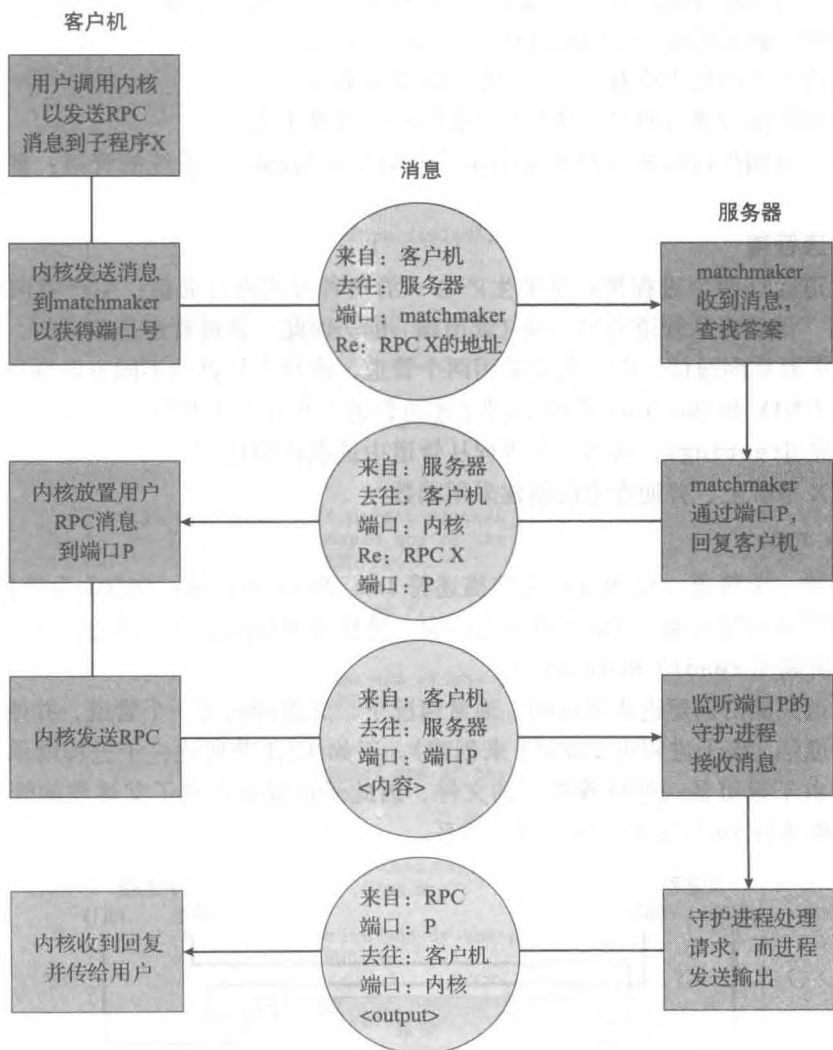 客户机
用户调用内核
以发送RPC
消息到子程序X
消息
服务器
内核发送消息
到matchmaker
以获得端口号
来自：客户机
去往：服务器
端口：matchmaker
Re：RPC X的地址
matchmaker
收到消息，
查找答案
内核放置用户
RPC消息
到端口P
来自：服务器
去往：客户机
端口：内核
Re：RPC X
端口：P
matchmaker
通过端口P，
回复客户机
内核发送RPC
来自：客户机
去往：服务器
端口：端口P
<内容>
监听端口P的
守护进程
接收消息
内核收到回复
并传给用户
来自：RPC
端口：P
去往：客户机
端口：内核
<output>
守护进程处理
请求，而进程
发送输出